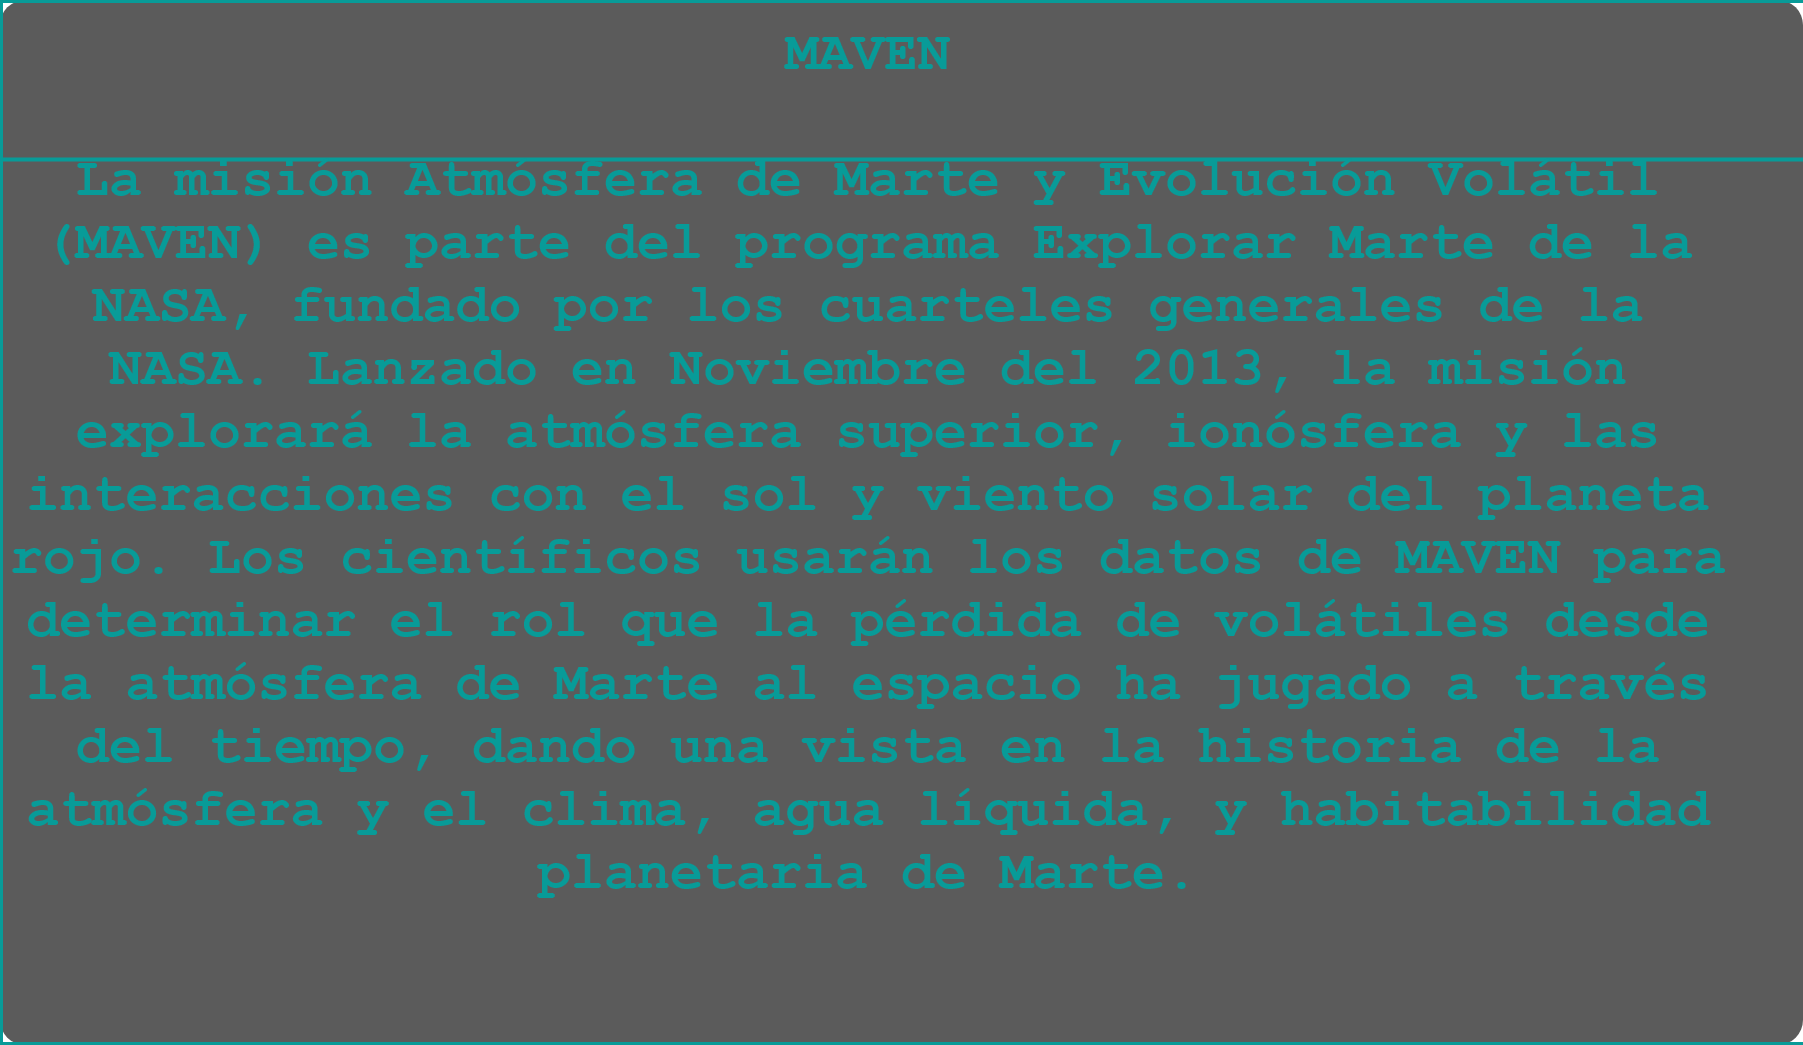 MAVEN
La misión Atmósfera de Marte y Evolución Volátil
(MAVEN) es parte del programa Explorar Marte de la
NASA, fundado por los cuarteles generales de la
NASA. Lanzado en Noviembre del 2013, la misión
explorará la atmósfera superior, ionósfera y las
interacciones con el sol y viento solar del planeta
rojo. Los científicos usarán los datos de MAVEN para
determinar el rol que la pérdida de volátiles desde
la atmósfera de Marte al espacio ha jugado a través
del tiempo, dando una vista en la historia de la
atmósfera y el clima, agua líquida, y habitabilidad
planetaria de Marte.